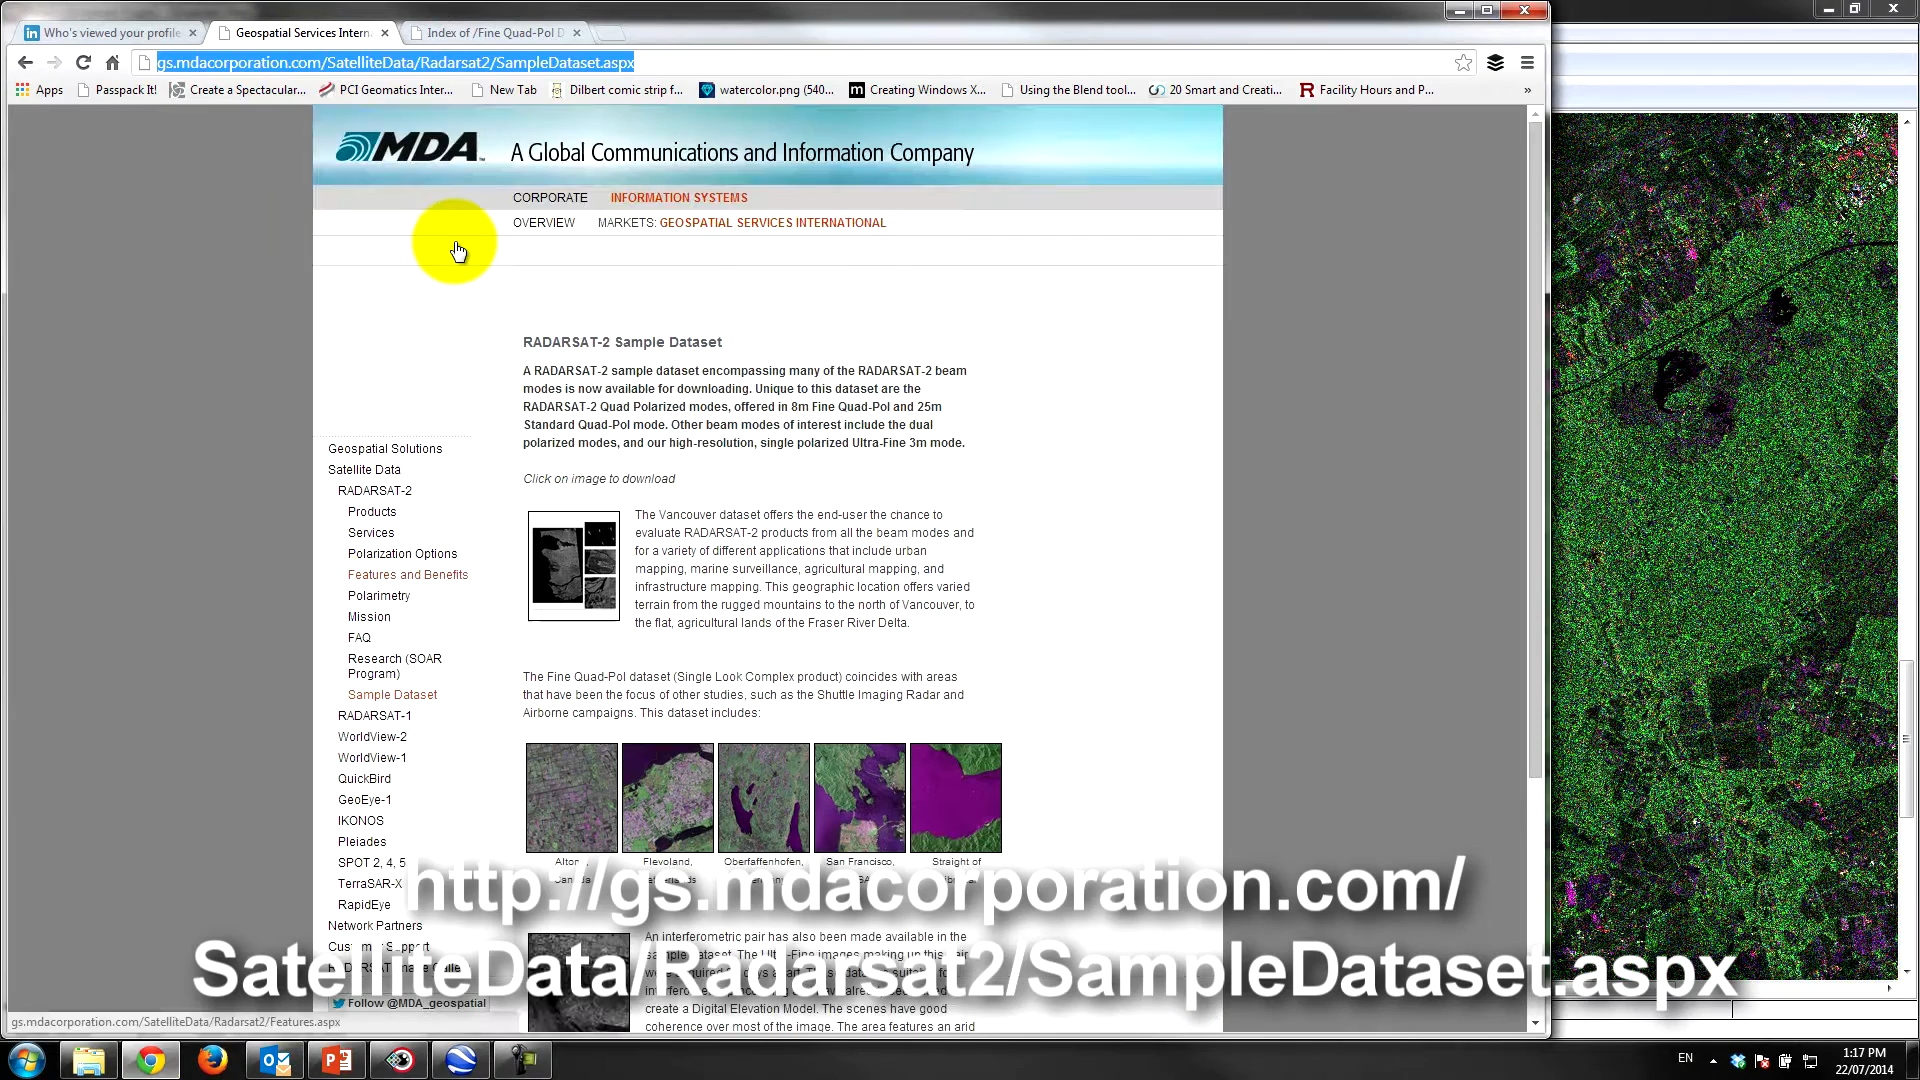 Who's viewed your profile
Geospatial Services Intern
Index of /Fine Quad-Pol D
gs.mdacorporation.com/SatelliteData/Radarsat2/SampleDataset.aspx
Apps
Passpack It!
Create a Spectacular...
PCI Geomatics Inter...
New Tab
Dilbert comic strip f...
watercolor.png (540...
Creating Windows X...
Using the Blend tool...
20 Smart and Creati...
Facility Hours and P...
MDA
A Global Communications and Information Company
CORPORATE
INFORMATION SYSTEMS
OVERVIEW
MARKETS: GEOSPATIAL SERVICES INTERNATIONAL
Geospatial Solutions
Satellite Data
RADARSAT-2
Products
Services
Polarization Options
Features and Benefits
Polarimetry
Mission
FAQ
Research (SOAR
Program)
Sample Dataset
RADARSAT-1
WorldView-2
WorldView-1
QuickBird
GeoEye-1
IKONOS
Pleiades
SPOT 2, 4, 5
TerraSAR-X
RapidEye
Network Partners
Follow @MDA_geospatial
RADARSAT-2 Sample Dataset
A RADARSAT-2 sample dataset encompassing many of the RADARSAT-2 beam
modes is now available for downloading. Unique to this dataset are the
RADARSAT-2 Quad Polarized modes, offered in 8m Fine Quad-Pol and 25m
Standard Quad-Pol mode. Other beam modes of interest include the dual
polarized modes, and our high-resolution, single polarized Ultra-Fine 3m mode.
Click on image to download
The Vancouver dataset offers the end-user the chance to
evaluate RADARSAT-2 products from all the beam modes and
for a variety of different applications that include urban
mapping, marine surveillance, agricultural mapping, and
infrastructure mapping. This geographic location offers varied
terrain from the rugged mountains to the north of Vancouver, to
the flat, agricultural lands of the Fraser River Delta.
The Fine Quad-Pol dataset (Single Look Complex product) coincides with areas
that have been the focus of other studies, such as the Shuttle Imaging Radar and
Airborne campaigns. This dataset includes:
Flevoland,
Oberfaffenhofen,
San Francisco,
Straight of
An interferometric pair has also been made available in the
create a Digital Elevation Model. The scenes have good
coherence over most of the image. The area features an arid
http://gs.mdacorporation.com/
SatelliteData/Radarsat2/SampleDataset.aspx
gs.mdacorporation.com/SatelliteData/Radarsat2/Features.aspx
EN
1:17 PM
22/07/2014